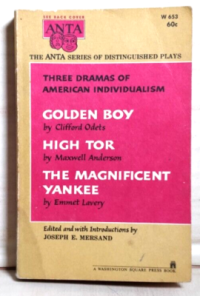 W 653
60¢
ANTA
THE ANTA SERIES OF DISTINGUISHED PLAYS
THREE DRAMAS OF
AMERICAN INDIVIDUALISM
GOLDEN BOY
by Clifford Odets
HIGH TOR
by Maxwell Anderson
THE MAGNIFICENT
YANKEE
by Emmet Lavery
Edited and with Introductions by
JOSEPH E. MERSAND
A WASHINGTON SQUARE PRESS BOOK